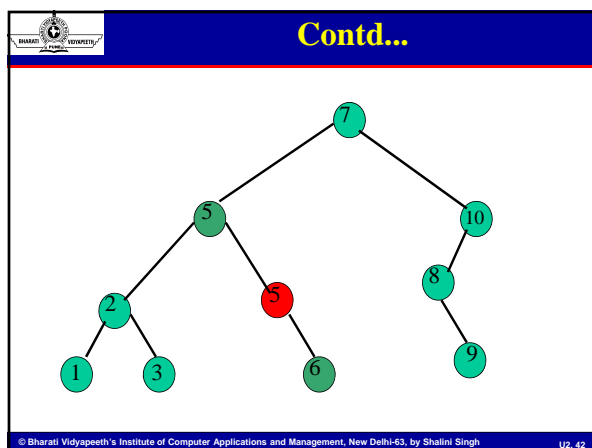 BHARATI VIDYAPEETH
PUNE
Contd...
7
5
10
2
5
8
1
3
6
9
© Bharati Vidyapeeth's Institute of Computer Applications and Management, New Delhi-63, by Shalini Singh
U2. 42